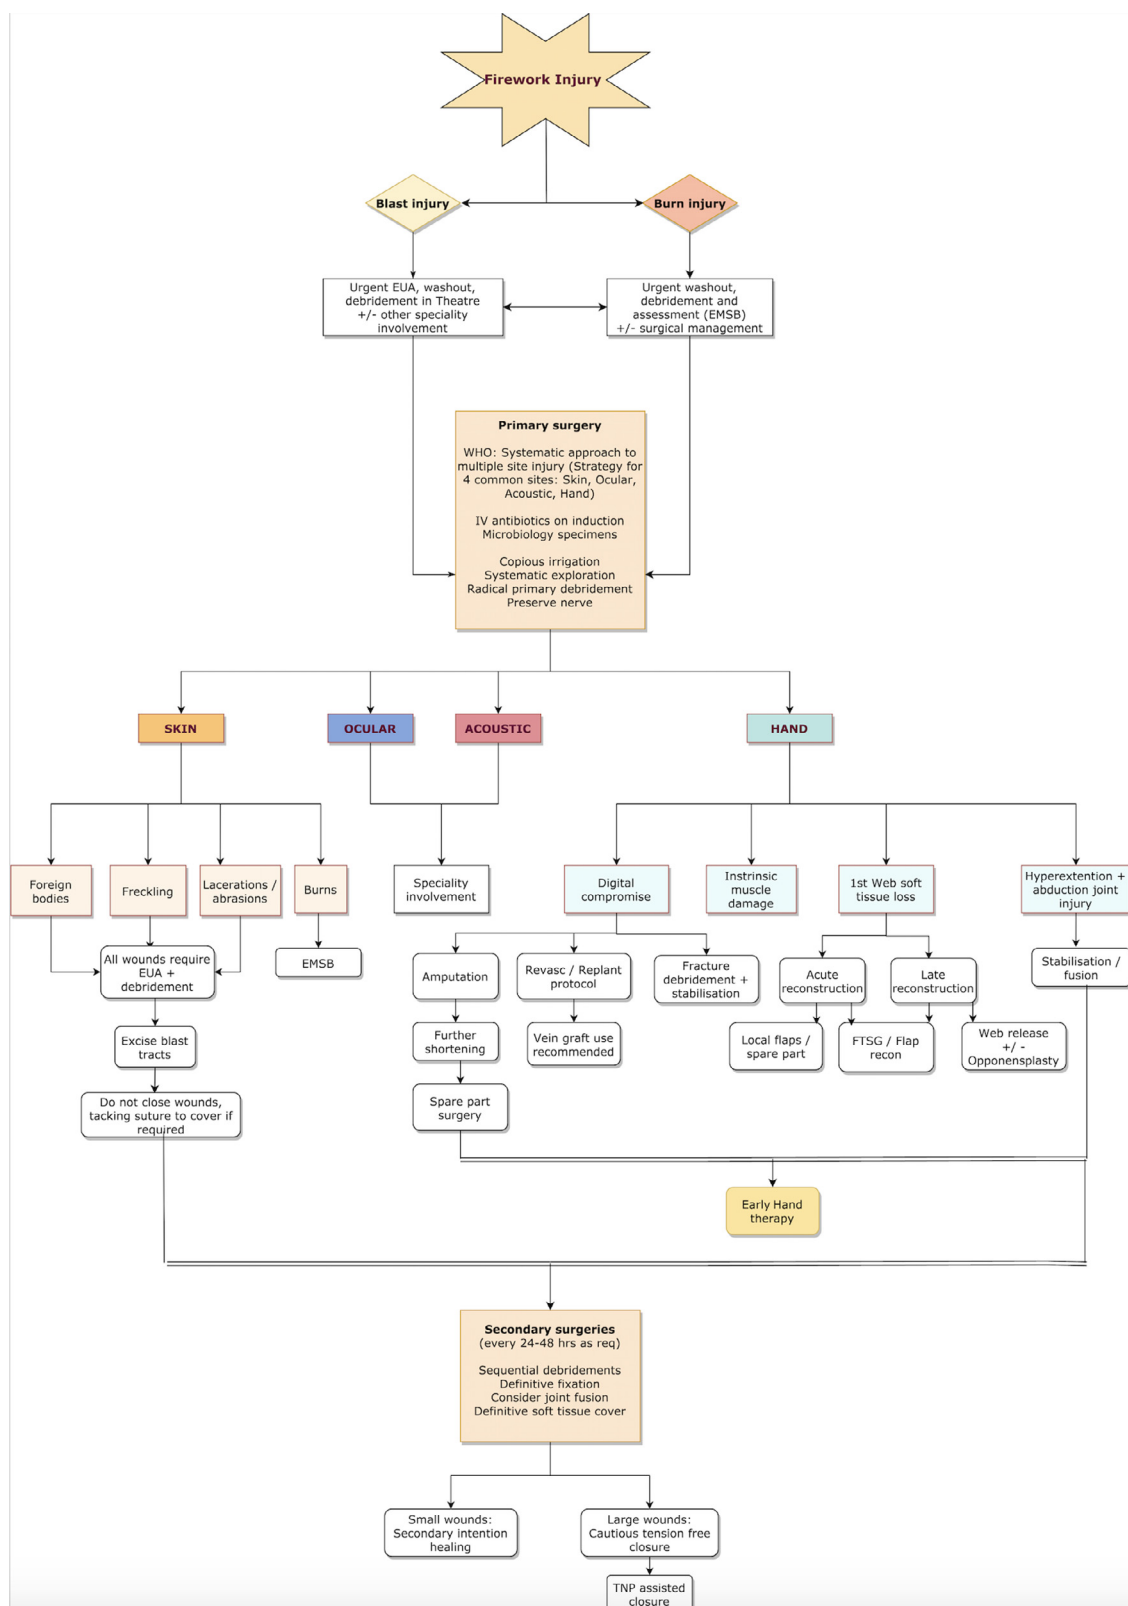 Firework Injury
Blast injury
Burn injury
Urgent EUA, washout,
debridement in Theatre
+/- other speciality
involvement
Urgent washout,
debridement and
assessment (EMSB)
+/- surgical management
Primary surgery
WHO: Systematic approach to
multiple site injury (Strategy for
4 common sites: Skin, Ocular,
Acoustic, Hand)
IV antibiotics on induction
Microbiology specimens
Copious irrigation
Systematic exploration
Radical primary debridement
Preserve nerve
SKIN
OCULAR
ACOUSTIC
HAND
Foreign
bodies
Freckling
Lacerations /
abrasions
Burns
Speciality
involvement
Digital
compromise
Instrinsic
muscle
damage
1st Web soft
tissue loss
Hyperextention +
abduction joint
injury
All wounds require
EUA +
debridement
EMSB
Amputation
Revasc / Replant
protocol
Fracture
debridement +
stabilisation
Acute
reconstruction
Late
reconstruction
Stabilisation /
fusion
Excise blast
tracts
Further
shortening
Vein graft use
recommended
Local flaps /
spare part
FTSG / Flap
recon
Web release
+/ -
Opponensplasty
Do not close wounds,
tacking suture to cover if
required
Spare part
surgery
Early Hand
therapy
Secondary surgeries
(every 24-48 hrs as req)
Sequential debridements
Definitive fixation
Consider joint fusion
Definitive soft tissue cover
Small wounds:
Secondary intention
healing
Large wounds:
Cautious tension free
closure
TNP assisted
closure